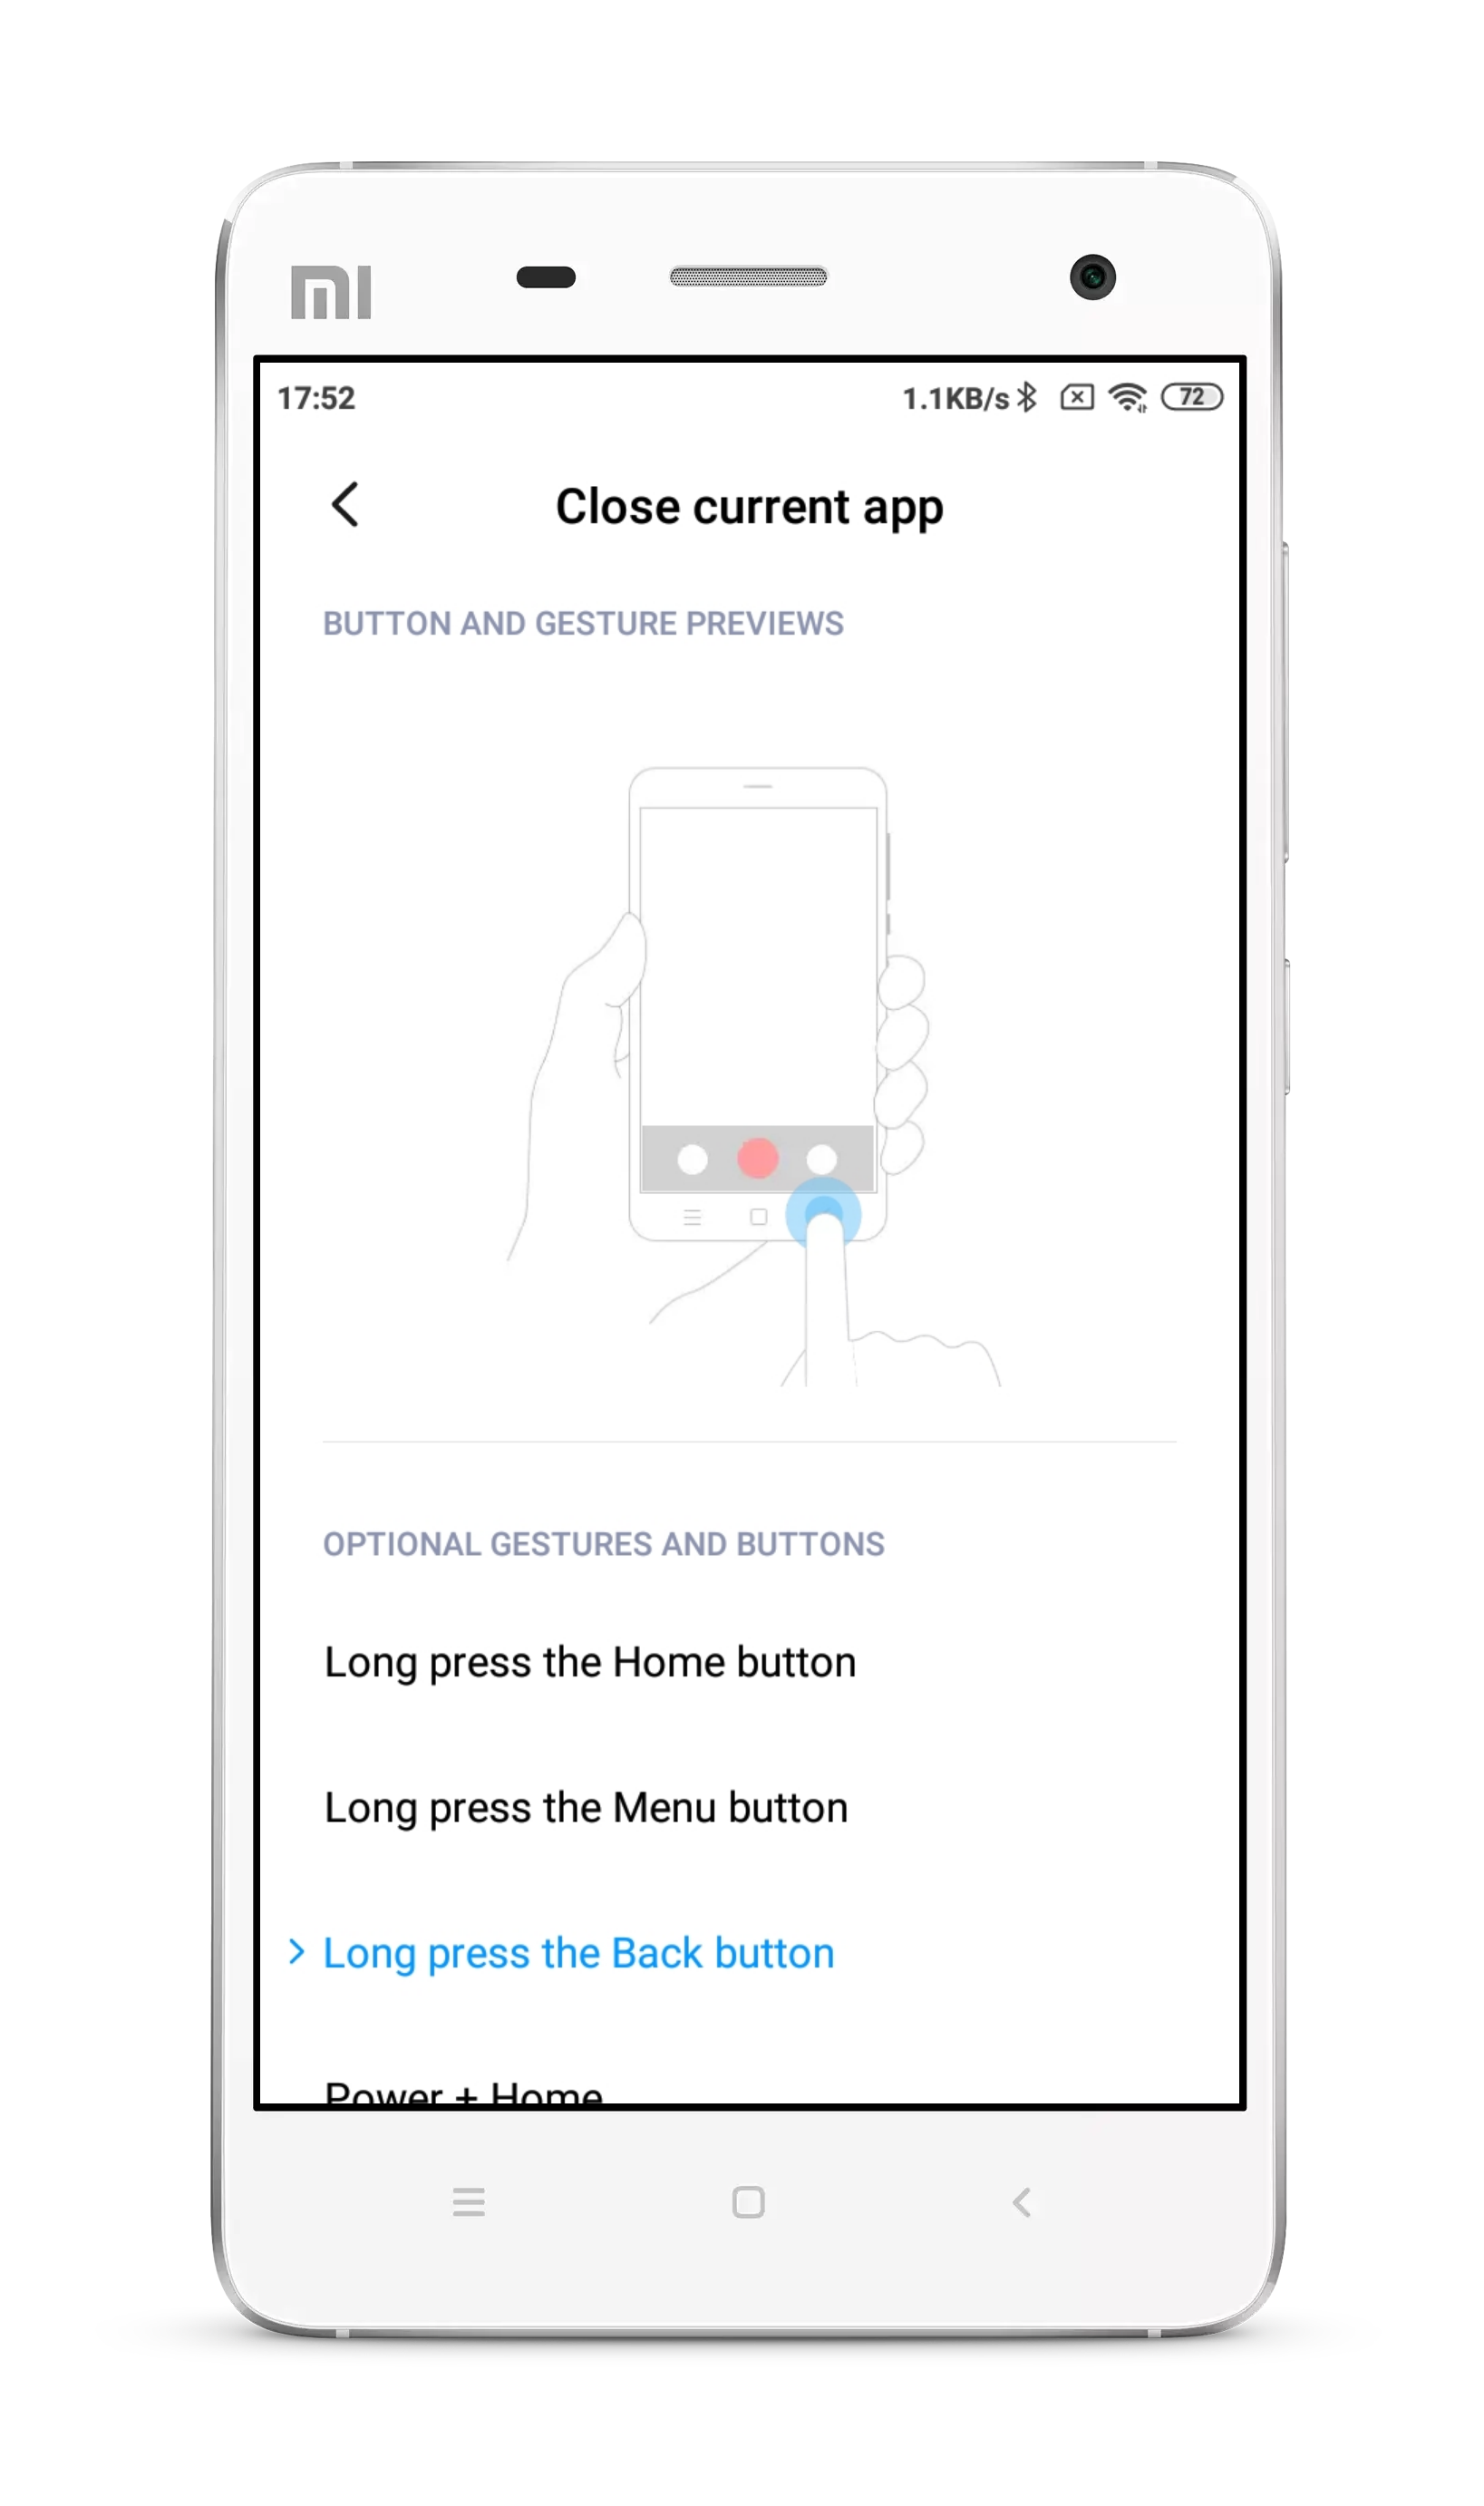 mi
17:52 1.1KB/s 72
Close current app
BUTTON AND GESTURE PREVIEWS
OPTIONAL GESTURES AND BUTTONS
Long press the Home button
Long press the Menu button
Long press the Back button
Power + Home